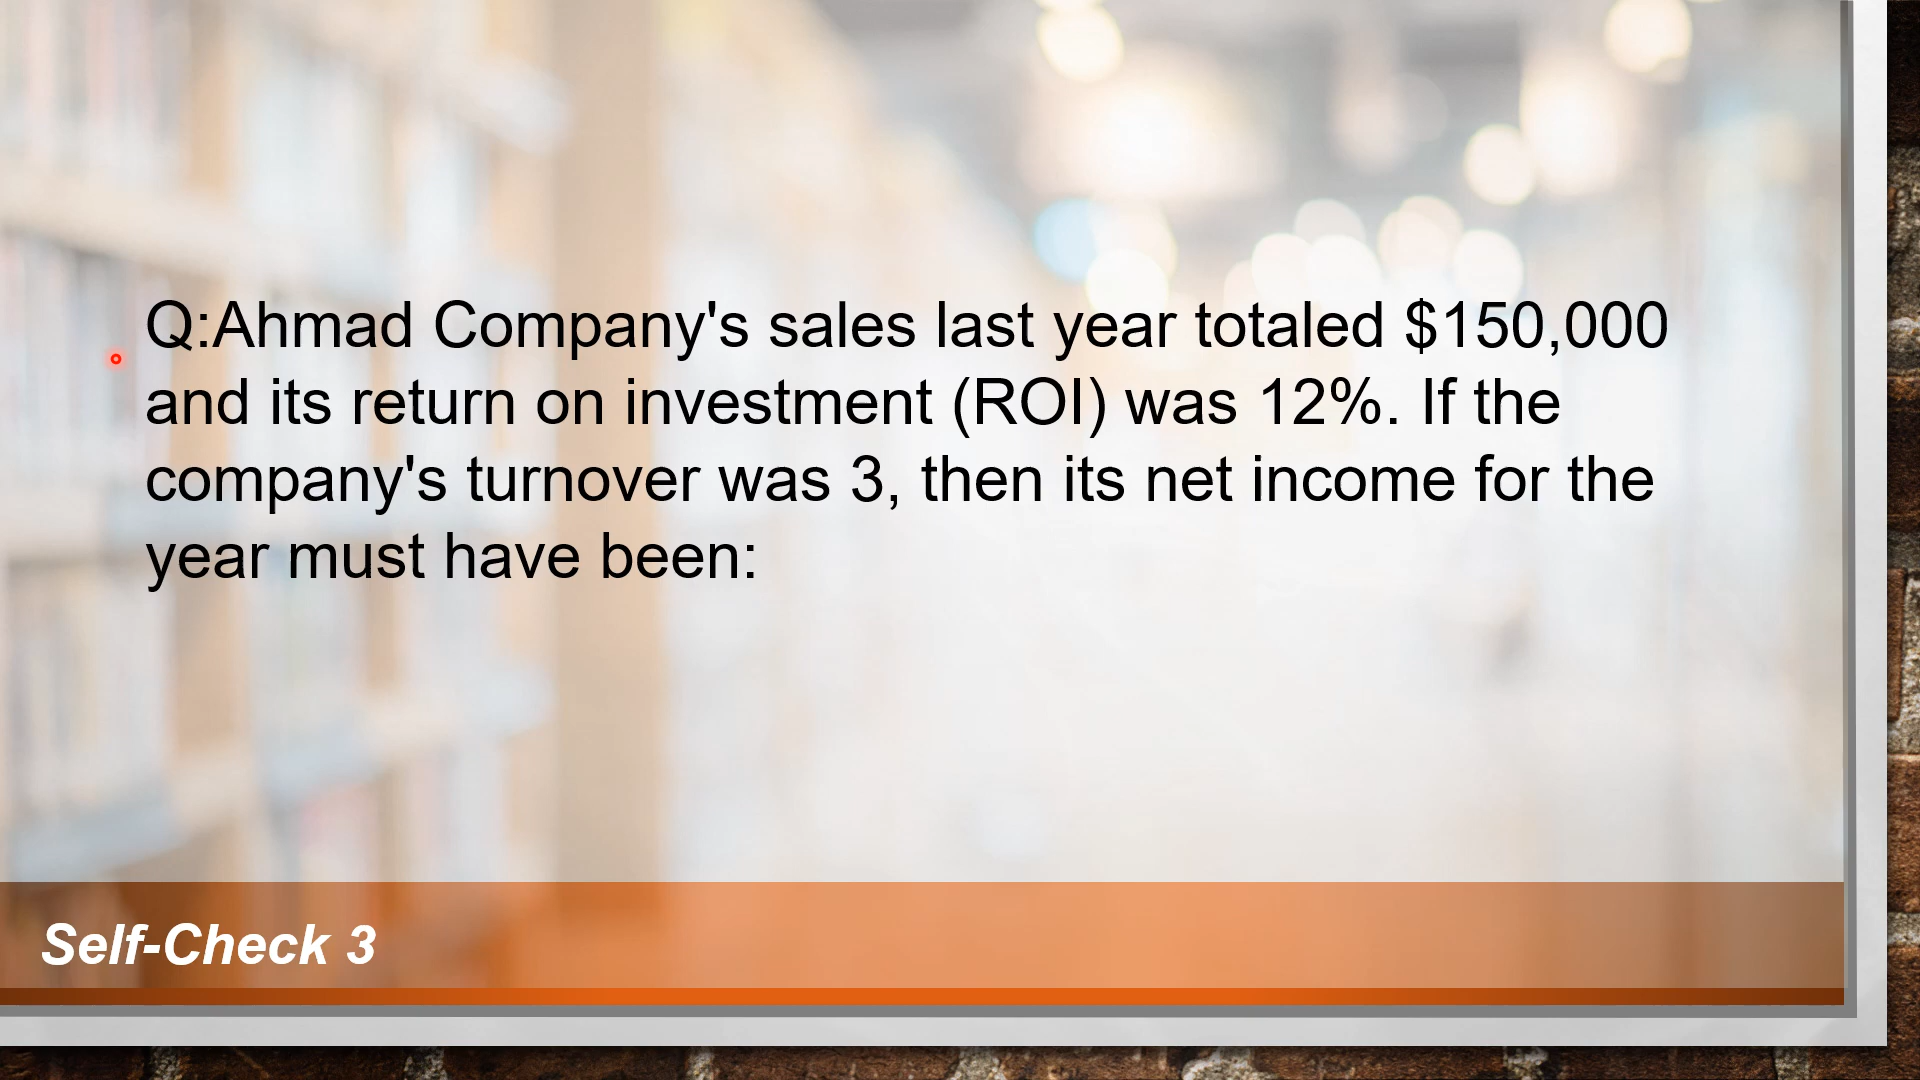 Q:Ahmad Company's sales last year totaled $150,000
and its return on investment (ROI) was 12%. If the
company's turnover was 3, then its net income for the
year must have been:
Self-Check 3